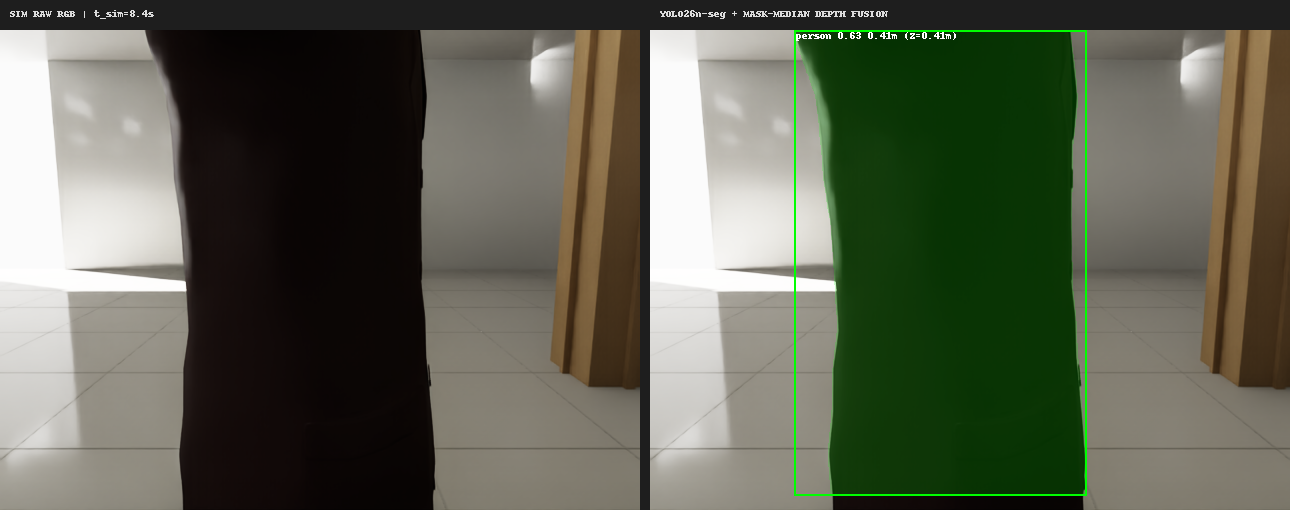 SIM RAW RGB | t_sim=8.4s
YOLO26n-seg + MASK-MEDIAN DEPTH FUSION
person 0.63 0.41m (Z=0.41m)